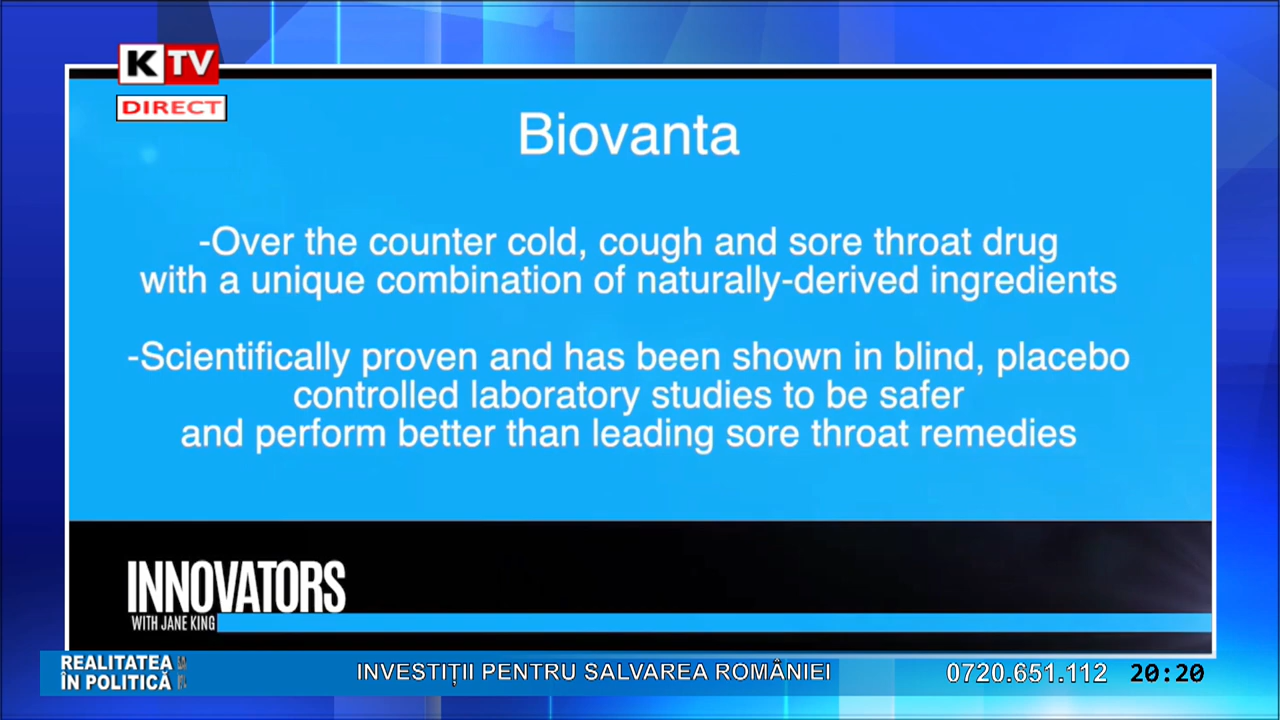 K TV
DIRECT
Biovanta
-Over the counter cold, cough and sore throat drug
with a unique combination of naturally-derived ingredients
-Scientifically proven and has been shown in blind, placebo
controlled laboratory studies to be safer
and perform better than leading sore throat remedies
INNOVATORS
WITH JANE KING
REALITATEA
ÎN POLITICĂ
INVESTIȚII PENTRU SALVAREA ROMÂNIEI
0720.651.112
20:20